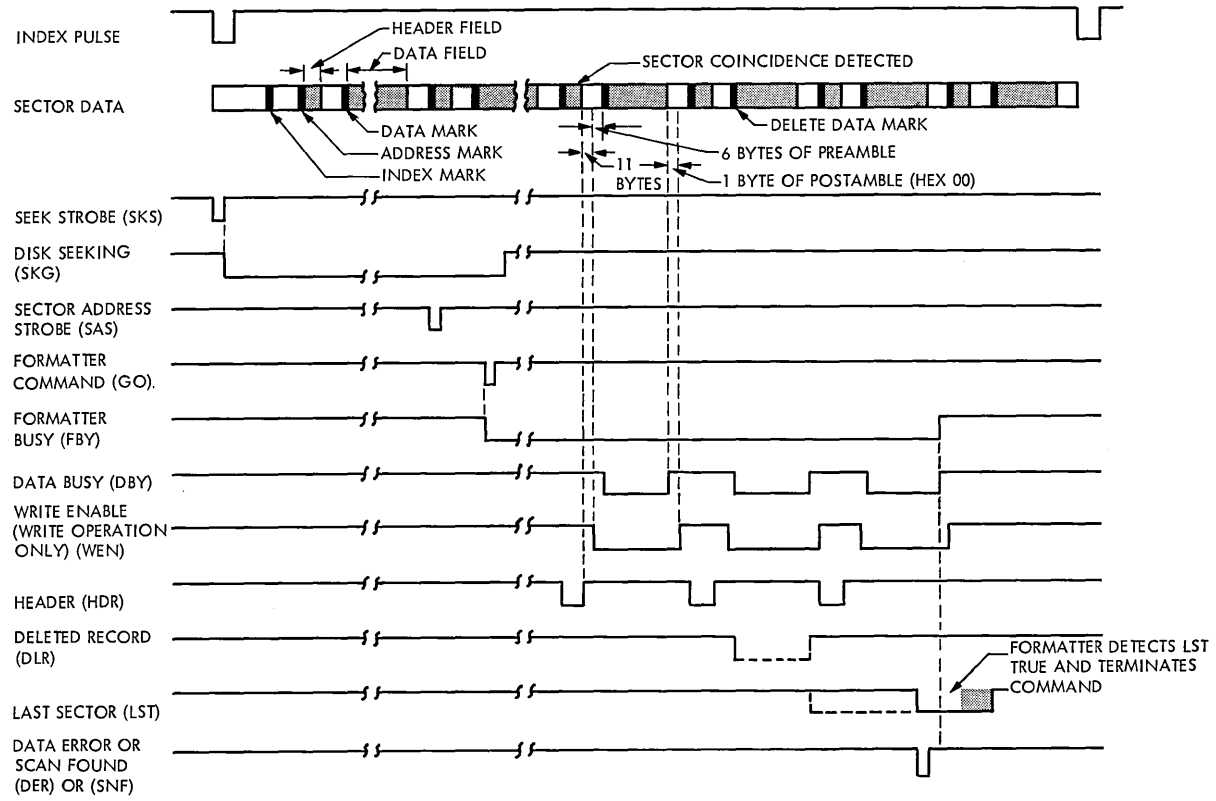 INDEX PULSE
HEADER FIELD
DATA FIELD
SECTOR COINCIDENCE DETECTED
SECTOR DATA
DATA MARK
ADDRESS MARK
INDEX MARK
DELETE DATA MARK
6 BYTES OF PREAMBLE
11
BYTES
1 BYTE OF POSTAMBLE (HEX 00)
SEEK STROBE (SKS)
DISK SEEKING
(SKG)
SECTOR ADDRESS
STROBE (SAS)
FORMATTER
COMMAND (GO).
FORMATTER
BUSY (FBY)
DATA BUSY (DBY)
WRITE ENABLE
(WRITE OPERATION
ONLY) (WEN)
HEADER (HDR)
DELETED RECORD
(DLR)
FORMATTER DETECTS LST
TRUE AND TERMINATES
COMMAND
LAST SECTOR (LST)
DATA ERROR OR
SCAN FOUND
(DER) OR (SNF)